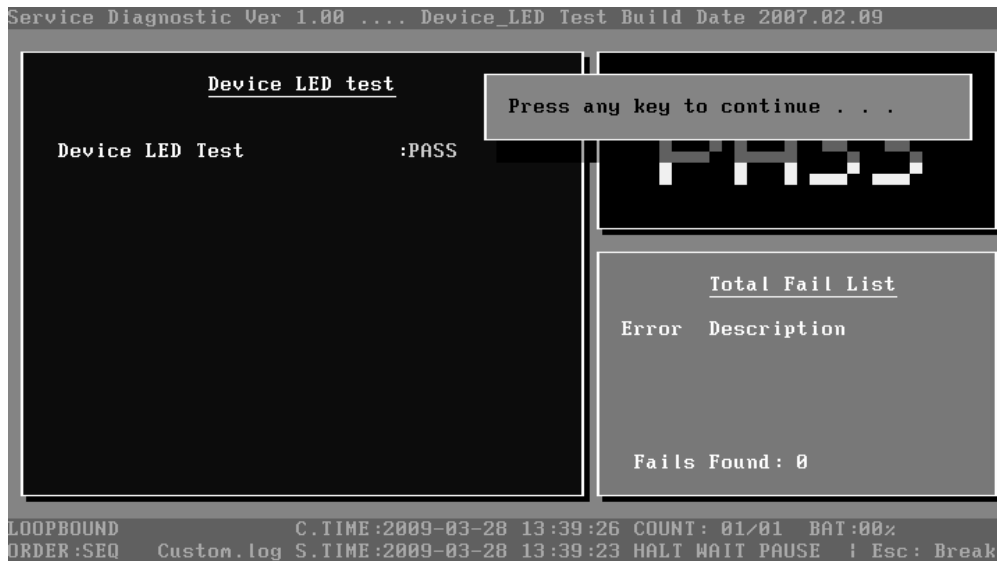 Service Diagnostic Ver 1.00 .... Device_LED Test Build Date 2007.02.09
Device LED test
Press any key to continue . . .
Device LED Test :PASS
PASS
Total Fail List
Error Description
Fails Found: 0
LOOPBOUND C.TIME:2009-03-28 13:39:26 COUNT: 01/01 BAT:00%
ORDER:SEQ Custom.log S.TIME:2009-03-28 13:39:23 HALT WAIT PAUSE ¦ Esc: Break